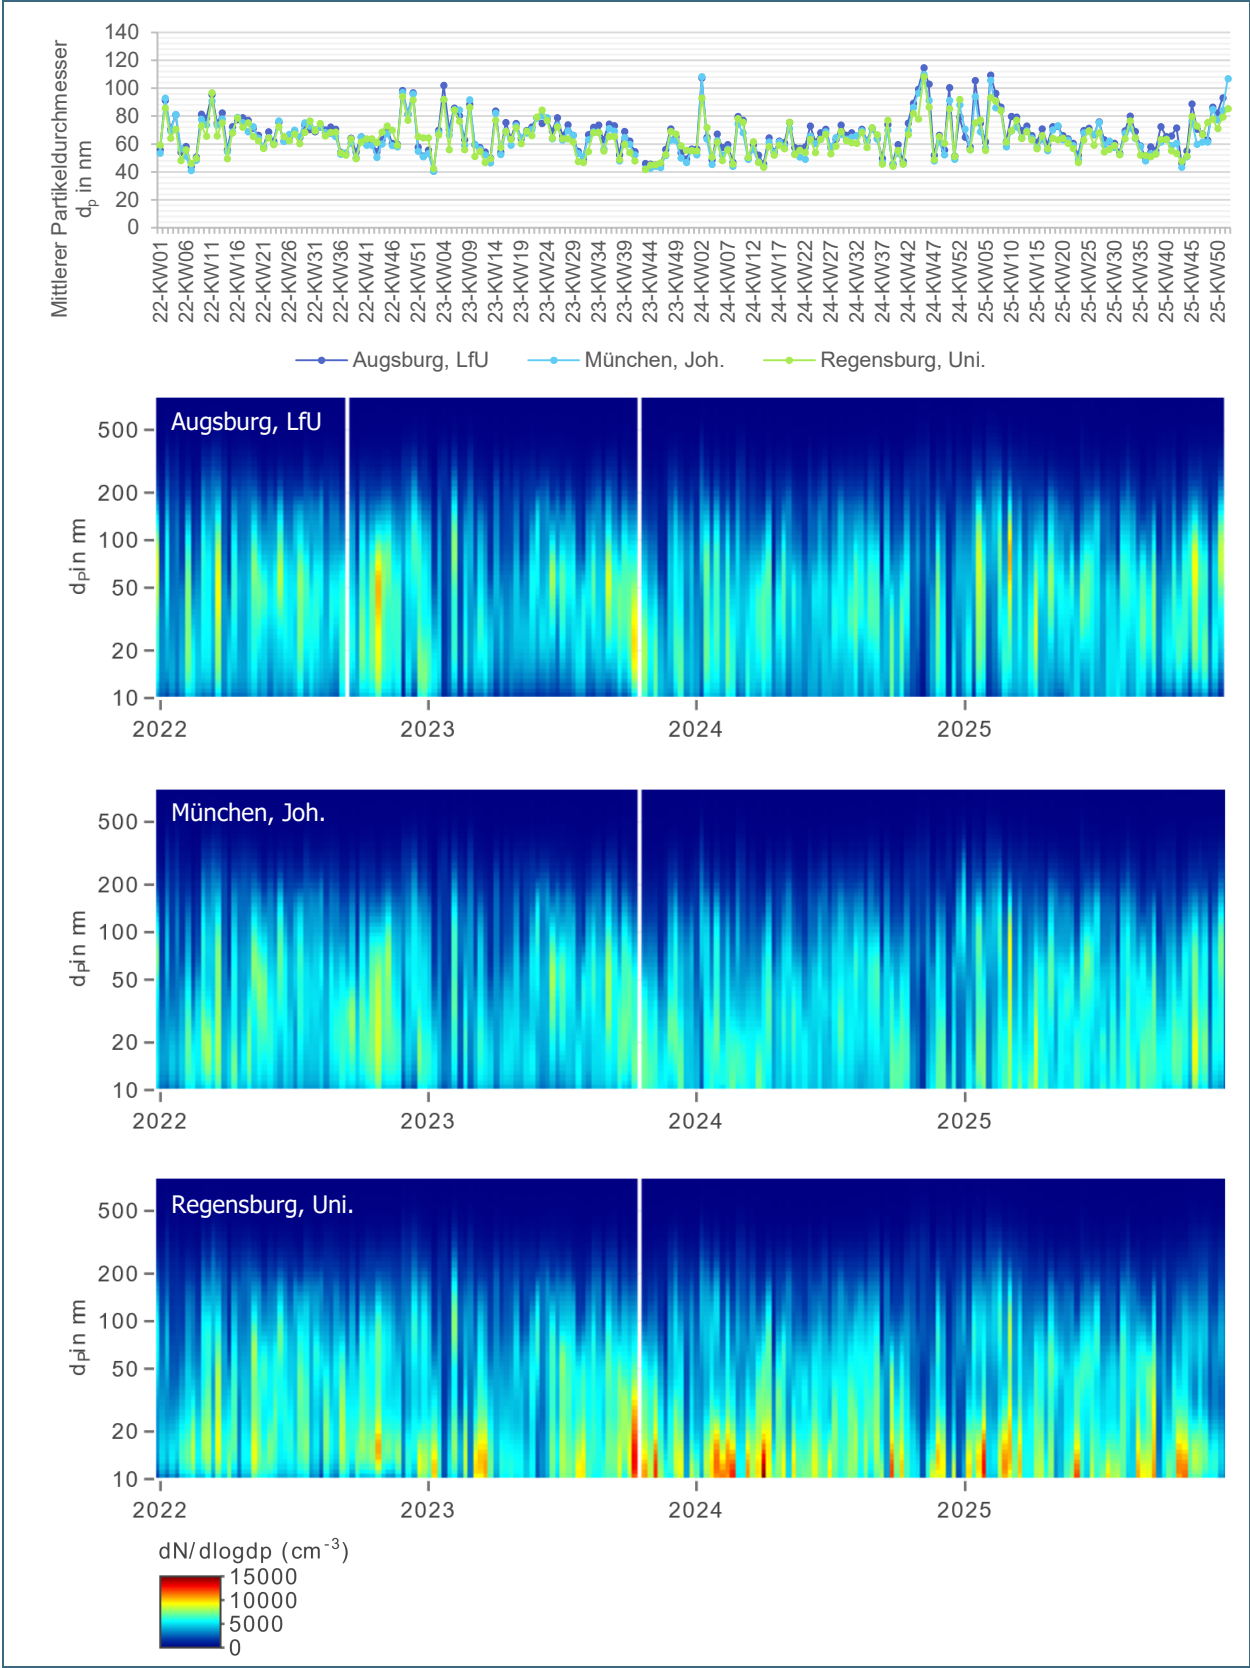 Mittlerer Partikeldurchmesser
dp in nm
140
120
100
80
60
40
20
0
22-KW01
22-KW06
22-KW11
22-KW16
22-KW21
22-KW26
22-KW31
22-KW36
22-KW41
22-KW46
22-KW51
23-KW04
23-KW09
23-KW14
23-KW19
23-KW24
23-KW29
23-KW34
23-KW39
23-KW44
23-KW49
24-KW02
24-KW07
24-KW12
24-KW17
24-KW22
24-KW27
24-KW32
24-KW37
24-KW42
24-KW47
24-KW52
25-KW05
25-KW10
25-KW15
25-KW20
25-KW25
25-KW30
25-KW35
25-KW40
25-KW45
25-KW50
Augsburg, LfU München, Joh. Regensburg, Uni.
Augsburg, LfU
dp in nm
500
200
100
50
20
10
2022 2023 2024 2025
München, Joh.
dp in nm
500
200
100
50
20
10
2022 2023 2024 2025
Regensburg, Uni.
dp in nm
500
200
100
50
20
10
2022 2023 2024 2025
dN/dlogdp (cm⁻³)
15000
10000
5000
0